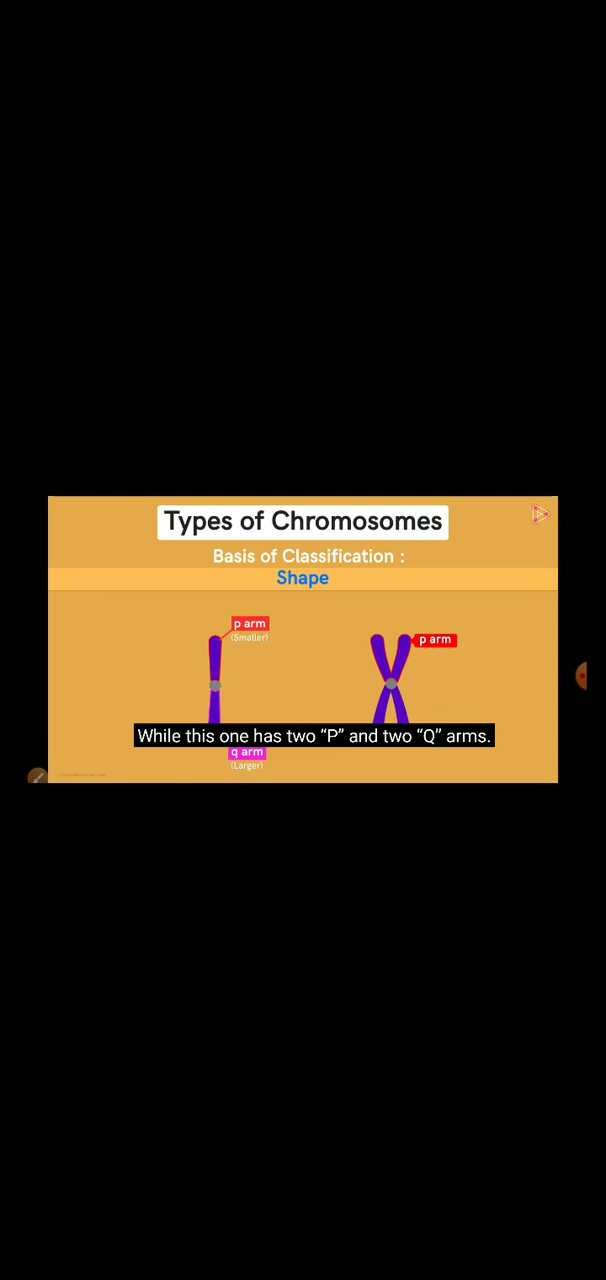 Types of Chromosomes
Basis of Classification :
Shape
p arm
(Smaller)
p arm
While this one has two “P” and two “Q” arms.
q arm
(Larger)